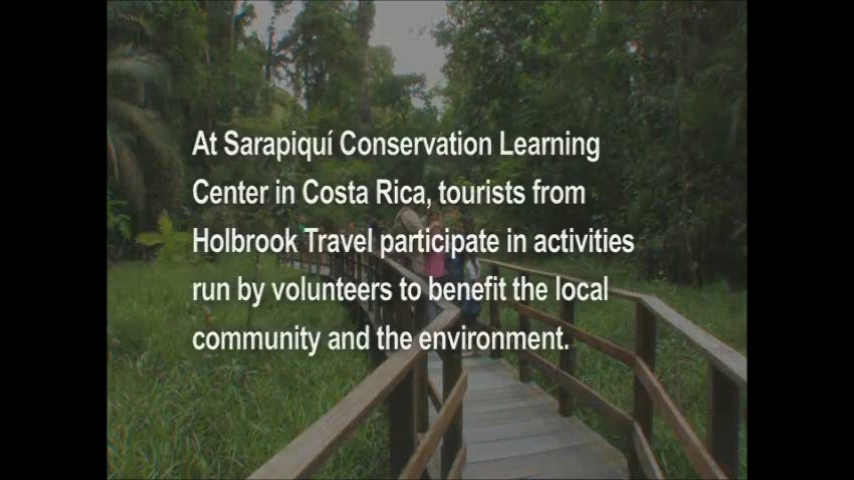 At Sarapiquí Conservation Learning
Center in Costa Rica, tourists from
Holbrook Travel participate in activities
run by volunteers to benefit the local
community and the environment.